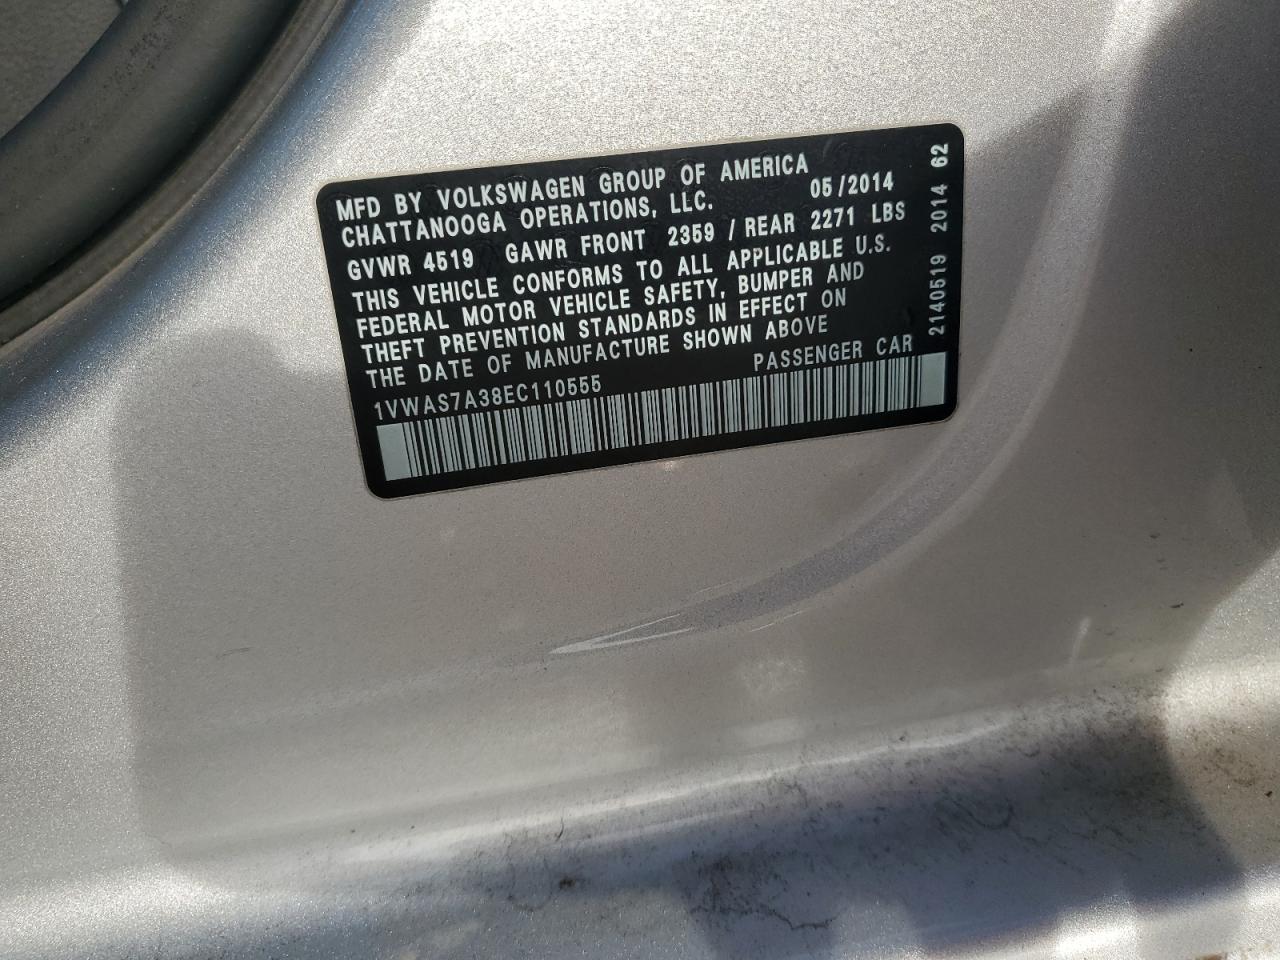 MFD BY VOLKSWAGEN GROUP OF AMERICA
CHATTANOOGA OPERATIONS, LLC. 05/2014
GVWR 4519 GAWR FRONT 2359 / REAR 2271 LBS
THIS VEHICLE CONFORMS TO ALL APPLICABLE U.S.
FEDERAL MOTOR VEHICLE SAFETY, BUMPER AND
THEFT PREVENTION STANDARDS IN EFFECT ON
THE DATE OF MANUFACTURE SHOWN ABOVE
1VWAS7A38EC110555 PASSENGER CAR
2140519 2014 62